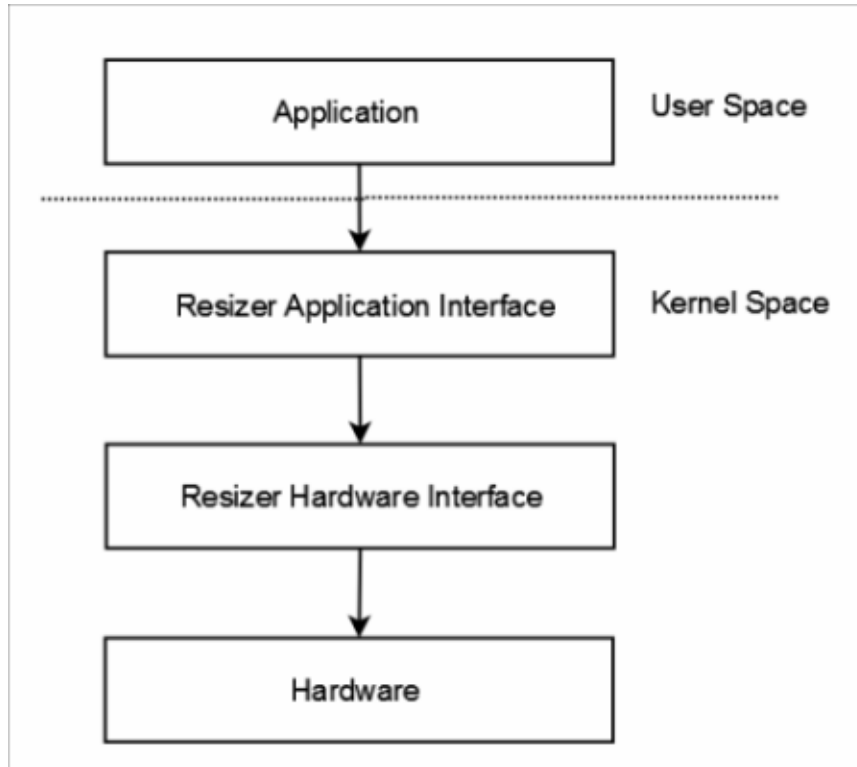 Application
User Space
Resizer Application Interface
Kernel Space
Resizer Hardware Interface
Hardware